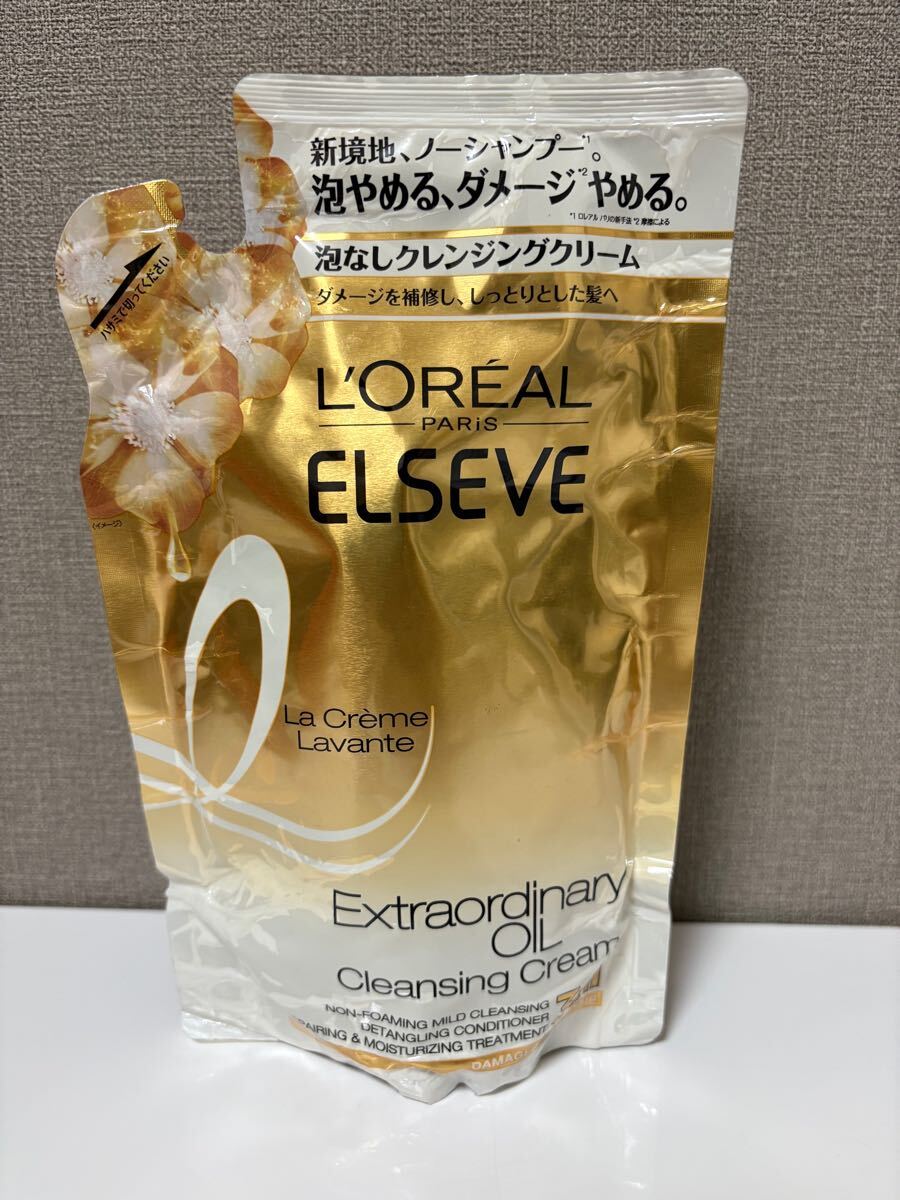 新境地、ノーシャンプー*1。
泡やめる、ダメージ*2やめる。
*1 ロレアル パリの新手法 *2 摩擦による
泡なしクレンジングクリーム
ダメージを補修し、しっとりとした髪へ
ハサミで切ってください
L'ORÉAL
PARiS
ELSEVE
(イメージ)
La Crème
Lavante
Extraordinary
OIL
Cleansing Cream
NON-FOAMING MILD CLEANSING
DETANGLING CONDITIONER
PAIRING & MOISTURIZING TREATMENT
DAMAG